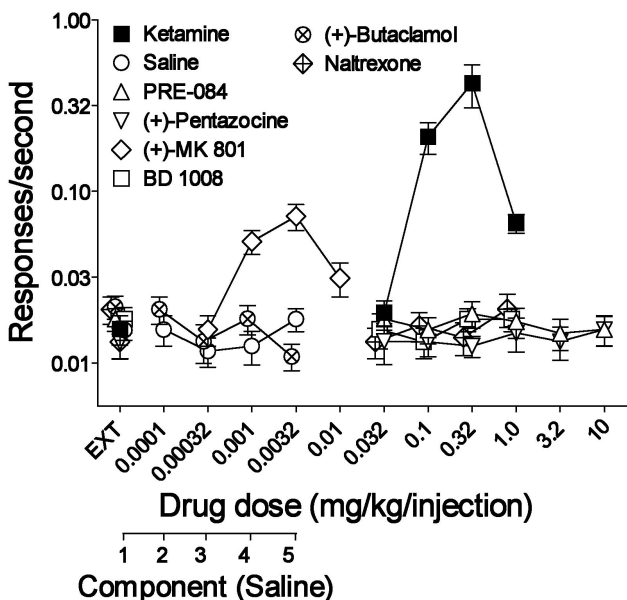 1.00
0.32
0.10
0.03
0.01
Responses/second
Ketamine
Saline
PRE-084
(+)-Pentazocine
(+)-MK 801
BD 1008
(+)-Butaclamol
Naltrexone
EXT 0.0001 0.00032 0.001 0.0032 0.01 0.032 0.1 0.32 1.0 3.2 10
Drug dose (mg/kg/injection)
1 2 3 4 5
Component (Saline)